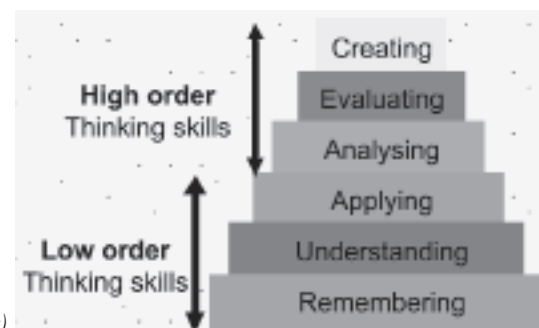 Creating
High order
Thinking skills
Evaluating
Analysing
Applying
Low order
Thinking skills
Understanding
Remembering
)